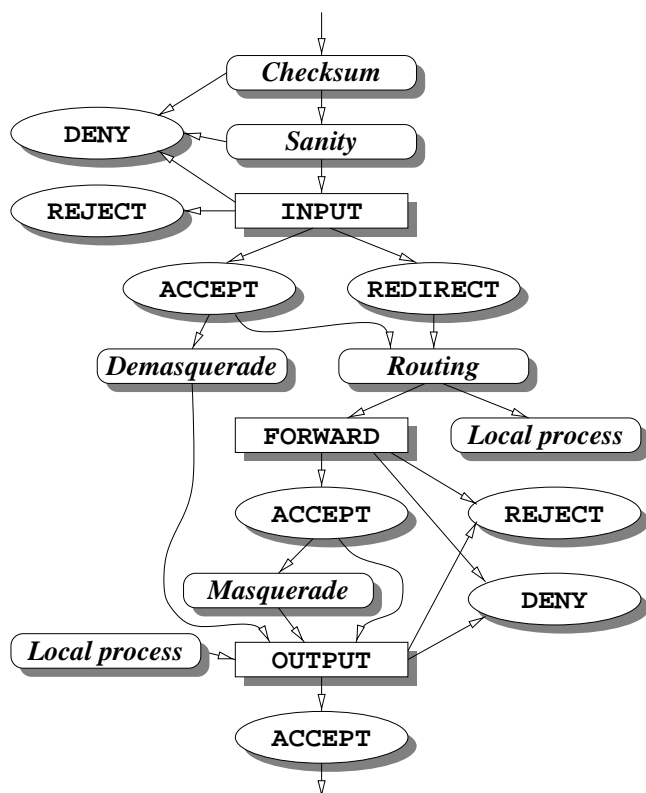 Checksum
DENY
Sanity
REJECT
INPUT
ACCEPT
REDIRECT
Demasquerade
Routing
FORWARD
Local process
ACCEPT
REJECT
Masquerade
DENY
Local process
OUTPUT
ACCEPT